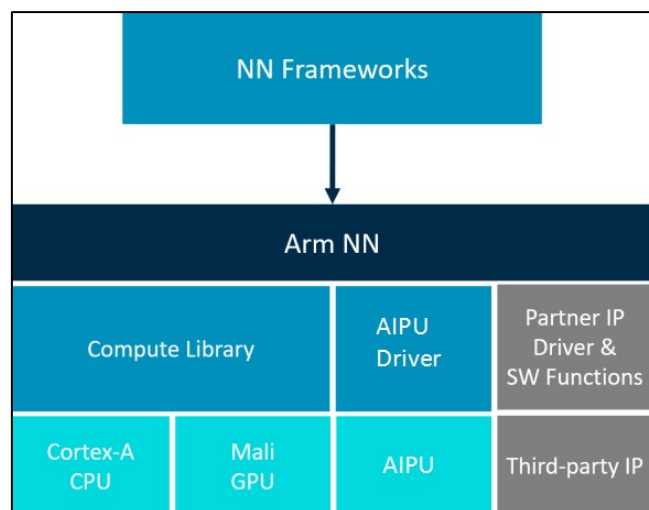 NN Frameworks
Arm NN
Compute Library
AIPU
Driver
Partner IP
Driver &
SW Functions
Cortex-A
CPU
Mali
GPU
AIPU
Third-party IP